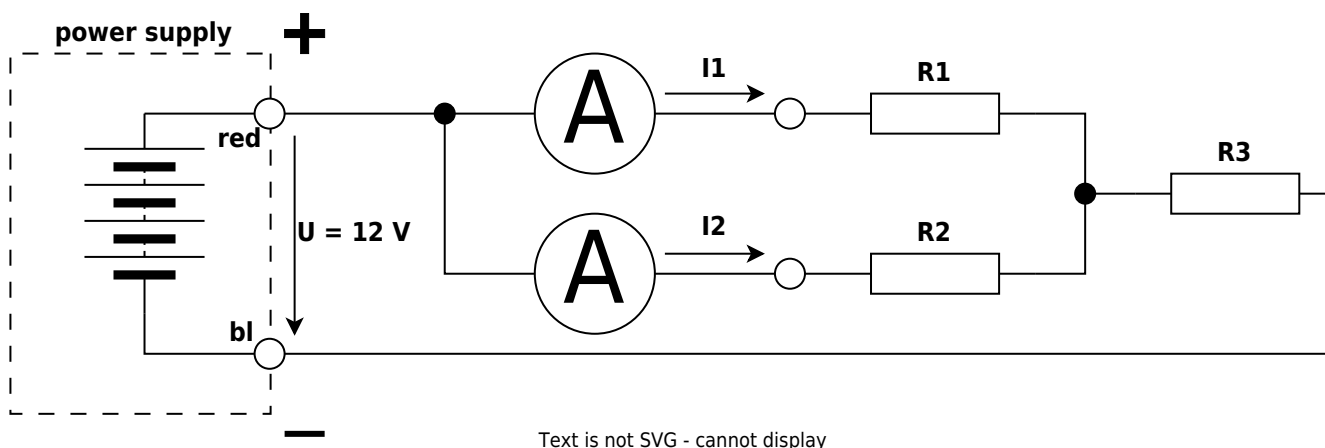 power supply
+
red
U = 12 V
bl
−
A
I1
R1
A
I2
R2
R3
Text is not SVG - cannot display